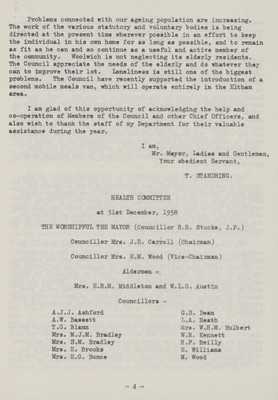 Problems connected with our ageing population are increasing.
The work of the various statutory and voluntary bodies is being
directed at the present time wherever possible in an effort to keep
the individual in his own home for as long as possible, and to remain
as fit as he can and so continue as a useful and active member of
the community. Woolwich is not neglecting its elderly residents.
The Council appreciate the needs of the elderly and do whatever they
can to improve their lot. Loneliness is still one of the biggest
problems. The Council have recently supported the introduction of a
second mobile meals van, which will operate entirely in the Eltham
area.
I am glad of this opportunity of acknowledging the help and
co-operation of Members of the Council and other Chief Officers, and
also wish to thank the staff of my Department for their valuable
assistance during the year.
I am,
Mr. Mayor, Ladies and Gentlemen,
Your obedient Servant,
T. STANDRING.
HEALTH COMMITTEE
at 31st December, 1958
THE WORSHIPFUL THE MAYOR (Councillor R.B. Stucke, J.P.)
Councillor Mrs. J.E. Carroll (Chairman)
Councillor Mrs. E.M. Wood (Vice-Chairman)
Aldermen -
Mrs. E.R.M. Middleton and W.L.G. Austin
Councillors -
A.J.J. Ashford
A.W. Bassett
T.G. Blann
Mrs. M.J.M. Bradley
Mrs. S.M. Bradley
Mrs. E. Brooks
Mrs. E.G. Bunce
G.S. Dean
L.A. Heath
Mrs. W.H.M. Hulbert
W.R. Kennett
H.F. Reilly
E. Williams
M. Wood
- 4 -